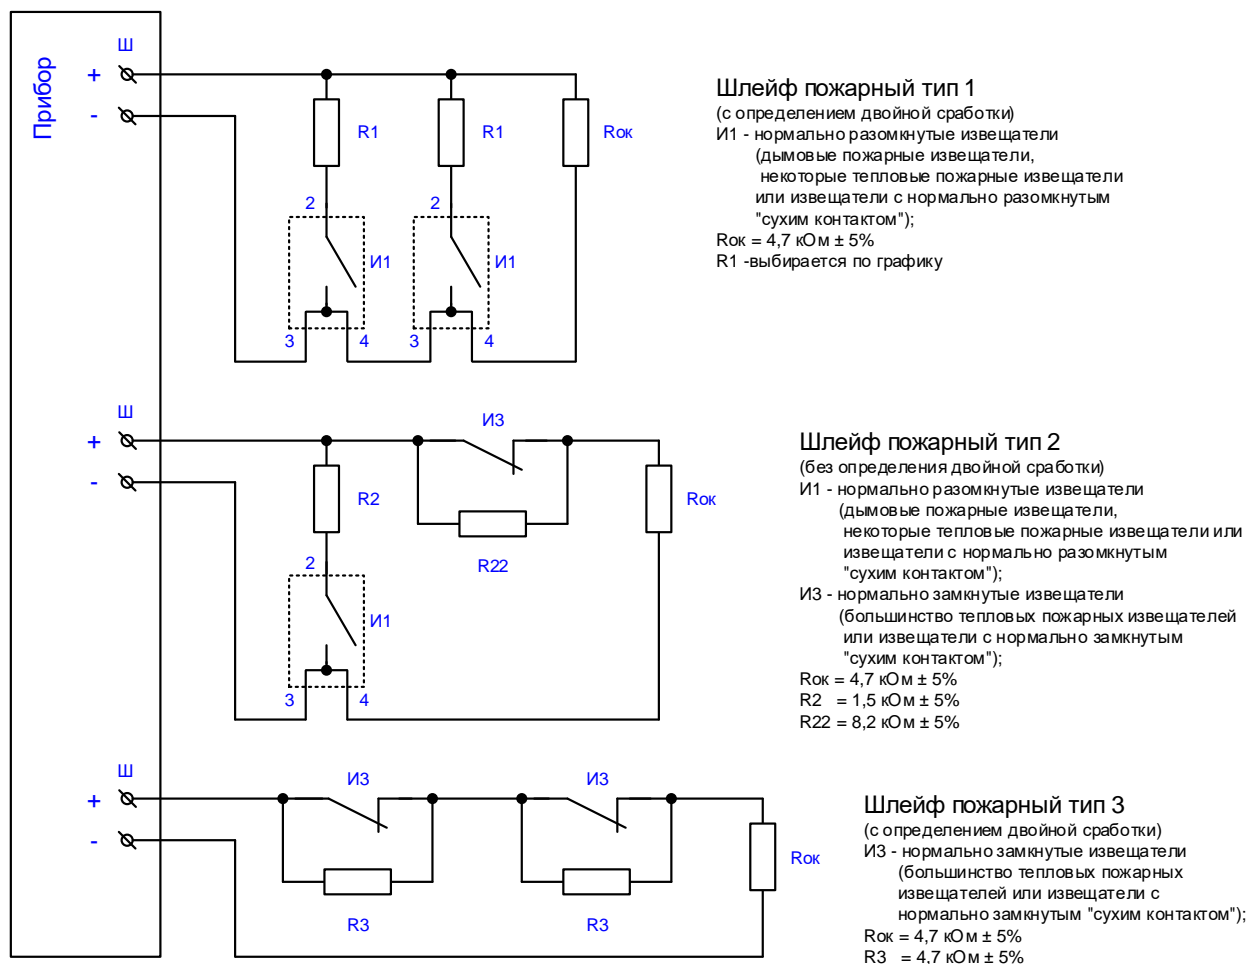 Прибор
Ш
+
-
R1
R1
Rок
2
2
И1
И1
3
4
3
4
Шлейф пожарный тип 1
(с определением двойной сработки)
И1 - нормально разомкнутые извещатели
(дымовые пожарные извещатели,
некоторые тепловые пожарные извещатели
или извещатели с нормально разомкнутым
"сухим контактом");
Rок = 4,7 кОм ± 5%
R1 -выбирается по графику
Ш
+
-
И3
R2
Rок
R22
2
И1
3
4
Шлейф пожарный тип 2
(без определения двойной сработки)
И1 - нормально разомкнутые извещатели
(дымовые пожарные извещатели,
некоторые тепловые пожарные извещатели или
извещатели с нормально разомкнутым
"сухим контактом");
И3 - нормально замкнутые извещатели
(большинство тепловых пожарных извещателей
или извещатели с нормально замкнутым
"сухим контактом");
Rок = 4,7 кОм ± 5%
R2 = 1,5 кОм ± 5%
R22 = 8,2 кОм ± 5%
Ш
+
-
И3
И3
Rок
R3
R3
Шлейф пожарный тип 3
(с определением двойной сработки)
И3 - нормально замкнутые извещатели
(большинство тепловых пожарных
извещателей или извещатели с
нормально замкнутым "сухим контактом");
Rок = 4,7 кОм ± 5%
R3 = 4,7 кОм ± 5%